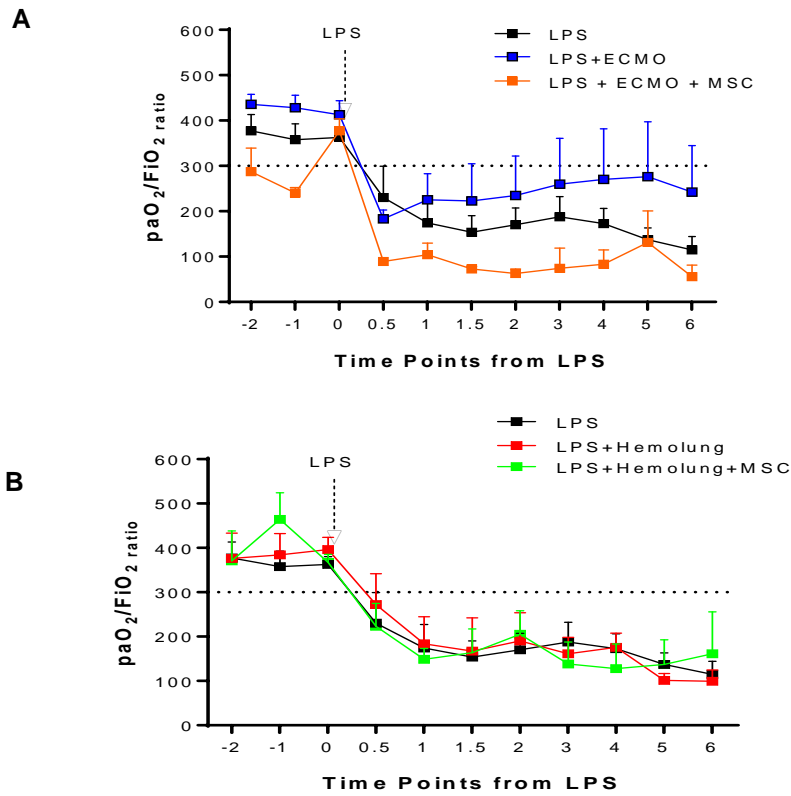 A
LPS
LPS
LPS+ECMO
LPS + ECMO + MSC
paO2/FiO2 ratio
600
500
400
300
200
100
0
-2 -1 0 0.5 1 1.5 2 3 4 5 6
Time Points from LPS
B
LPS
LPS
LPS+Hemolung
LPS+Hemolung+MSC
paO2/FiO2 ratio
600
500
400
300
200
100
0
-2 -1 0 0.5 1 1.5 2 3 4 5 6
Time Points from LPS